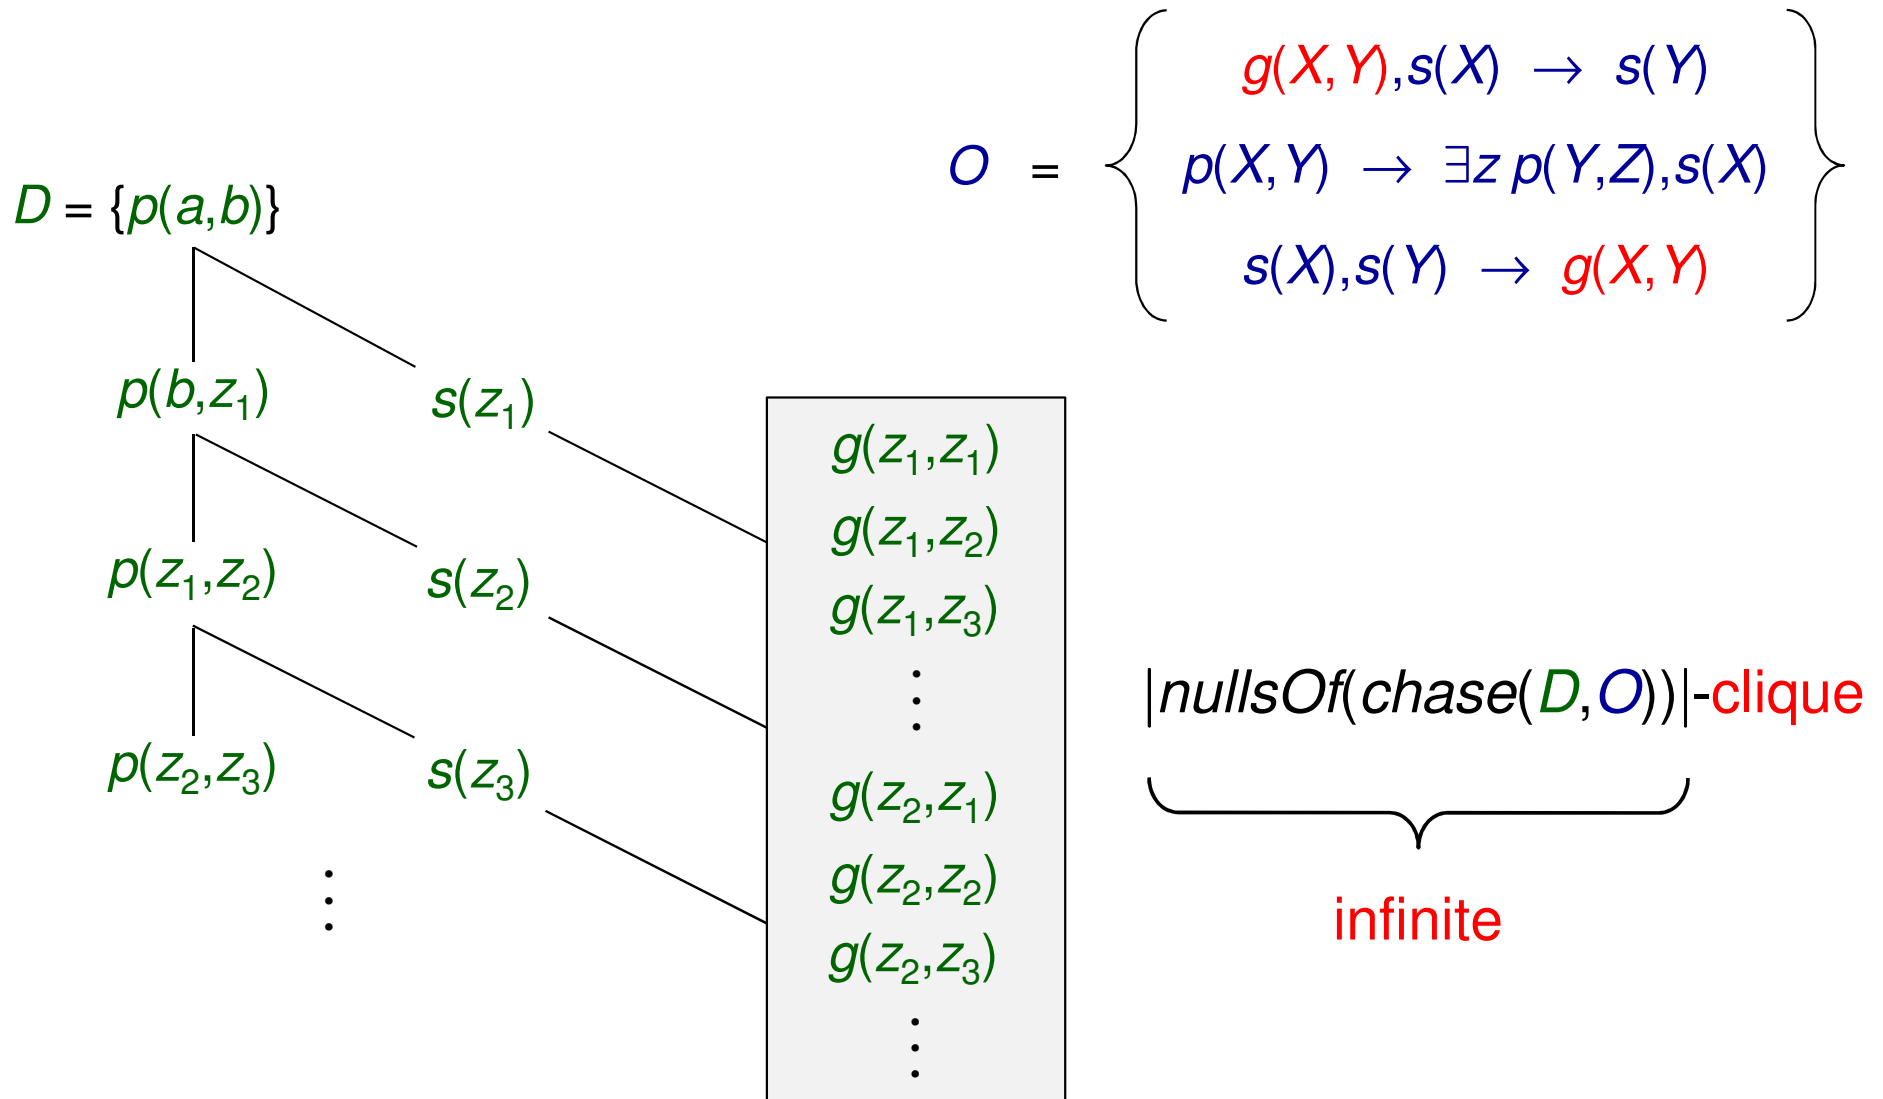 g(X,Y),s(X) → s(Y)
O = p(X,Y) → ∃z p(Y,Z),s(X)
s(X),s(Y) → g(X,Y)
D = {p(a,b)}
p(b,z₁) s(z₁)
p(z₁,z₂) s(z₂)
p(z₂,z₃) s(z₃)
⋮
g(z₁,z₁)
g(z₁,z₂)
g(z₁,z₃)
⋮
g(z₂,z₁)
g(z₂,z₂)
g(z₂,z₃)
⋮
|nullsOf(chase(D,O))|-clique
infinite